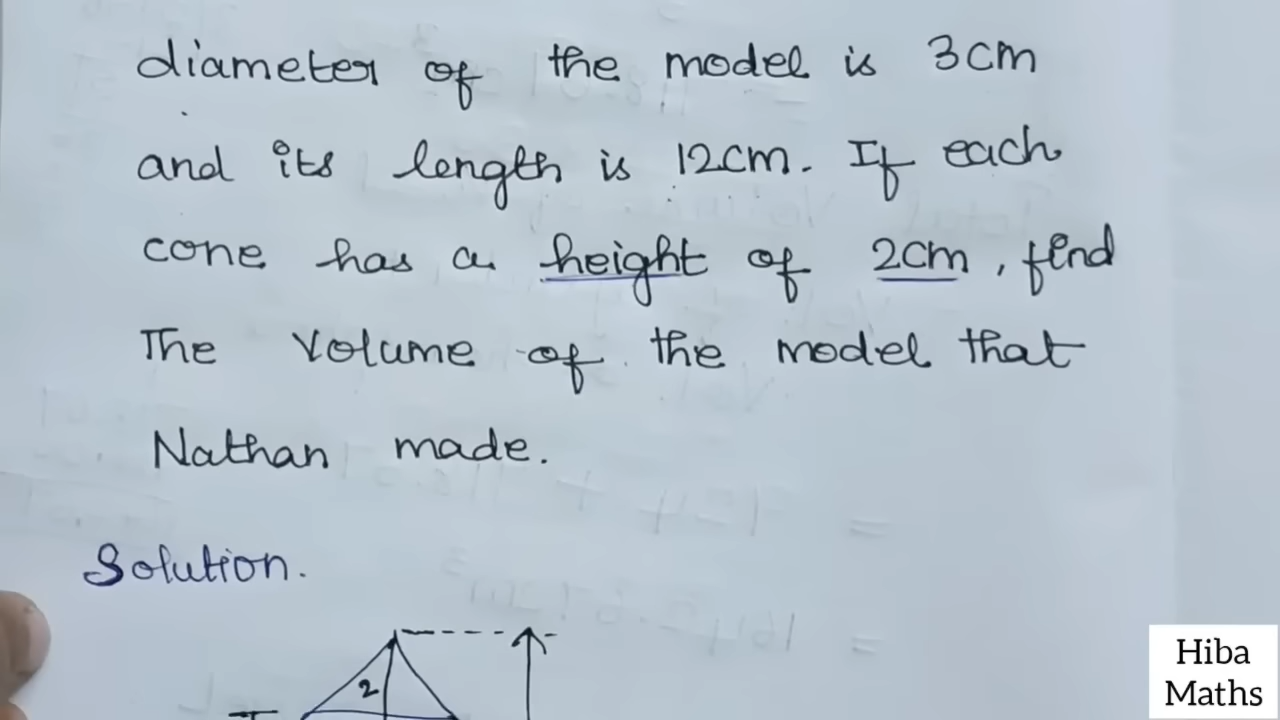 diameter of the model is 3cm
and its length is 12cm. If each
cone has a height of 2cm, find
The Volume of the model that
Nathan made.
Solution.
2
Hiba
Maths